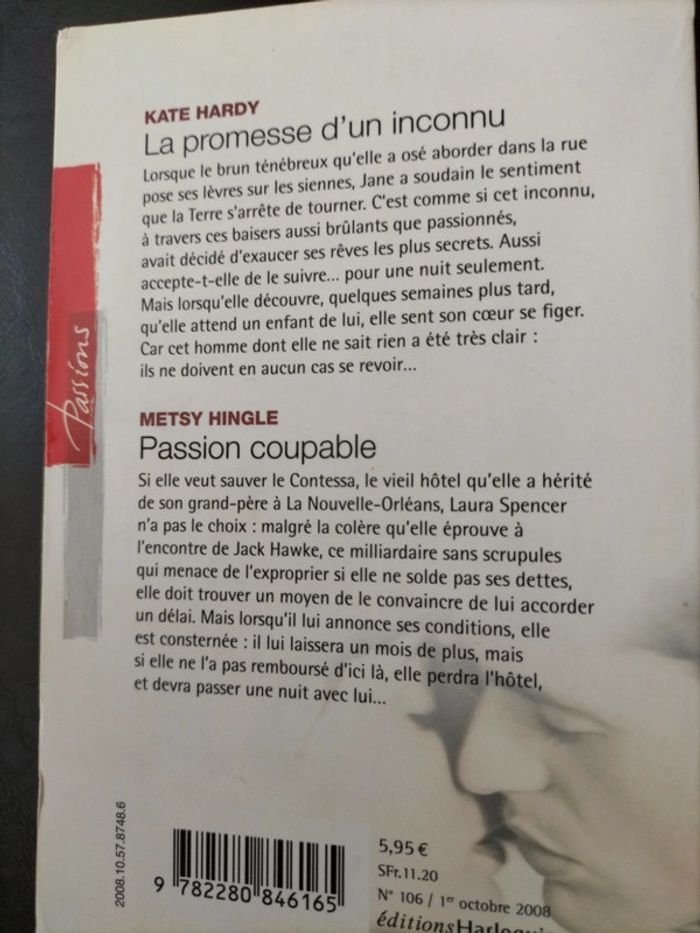 KATE HARDY
La promesse d'un inconnu
Lorsque le brun ténébreux qu'elle a osé aborder dans la rue
pose ses lèvres sur les siennes, Jane a soudain le sentiment
que la Terre s'arrête de tourner. C'est comme si cet inconnu,
à travers ces baisers aussi brûlants que passionnés,
avait décidé d'exaucer ses rêves les plus secrets. Aussi
accepte-t-elle de le suivre... pour une nuit seulement.
Mais lorsqu'elle découvre, quelques semaines plus tard,
qu'elle attend un enfant de lui, elle sent son cœur se figer.
Car cet homme dont elle ne sait rien a été très clair :
ils ne doivent en aucun cas se revoir...
Passions
METSY HINGLE
Passion coupable
Si elle veut sauver le Contessa, le vieil hôtel qu'elle a hérité
de son grand-père à La Nouvelle-Orléans, Laura Spencer
n'a pas le choix : malgré la colère qu'elle éprouve à
l'encontre de Jack Hawke, ce milliardaire sans scrupules
qui menace de l'exproprier si elle ne solde pas ses dettes,
elle doit trouver un moyen de le convaincre de lui accorder
un délai. Mais lorsqu'il lui annonce ses conditions, elle
est consternée : il lui laissera un mois de plus, mais
si elle ne l'a pas remboursé d'ici là, elle perdra l'hôtel,
et devra passer une nuit avec lui...
2008.10.57.8748.6
9 782280 846165
5,95 €
SFr.11.20
N° 106 / 1er octobre 2008
éditions